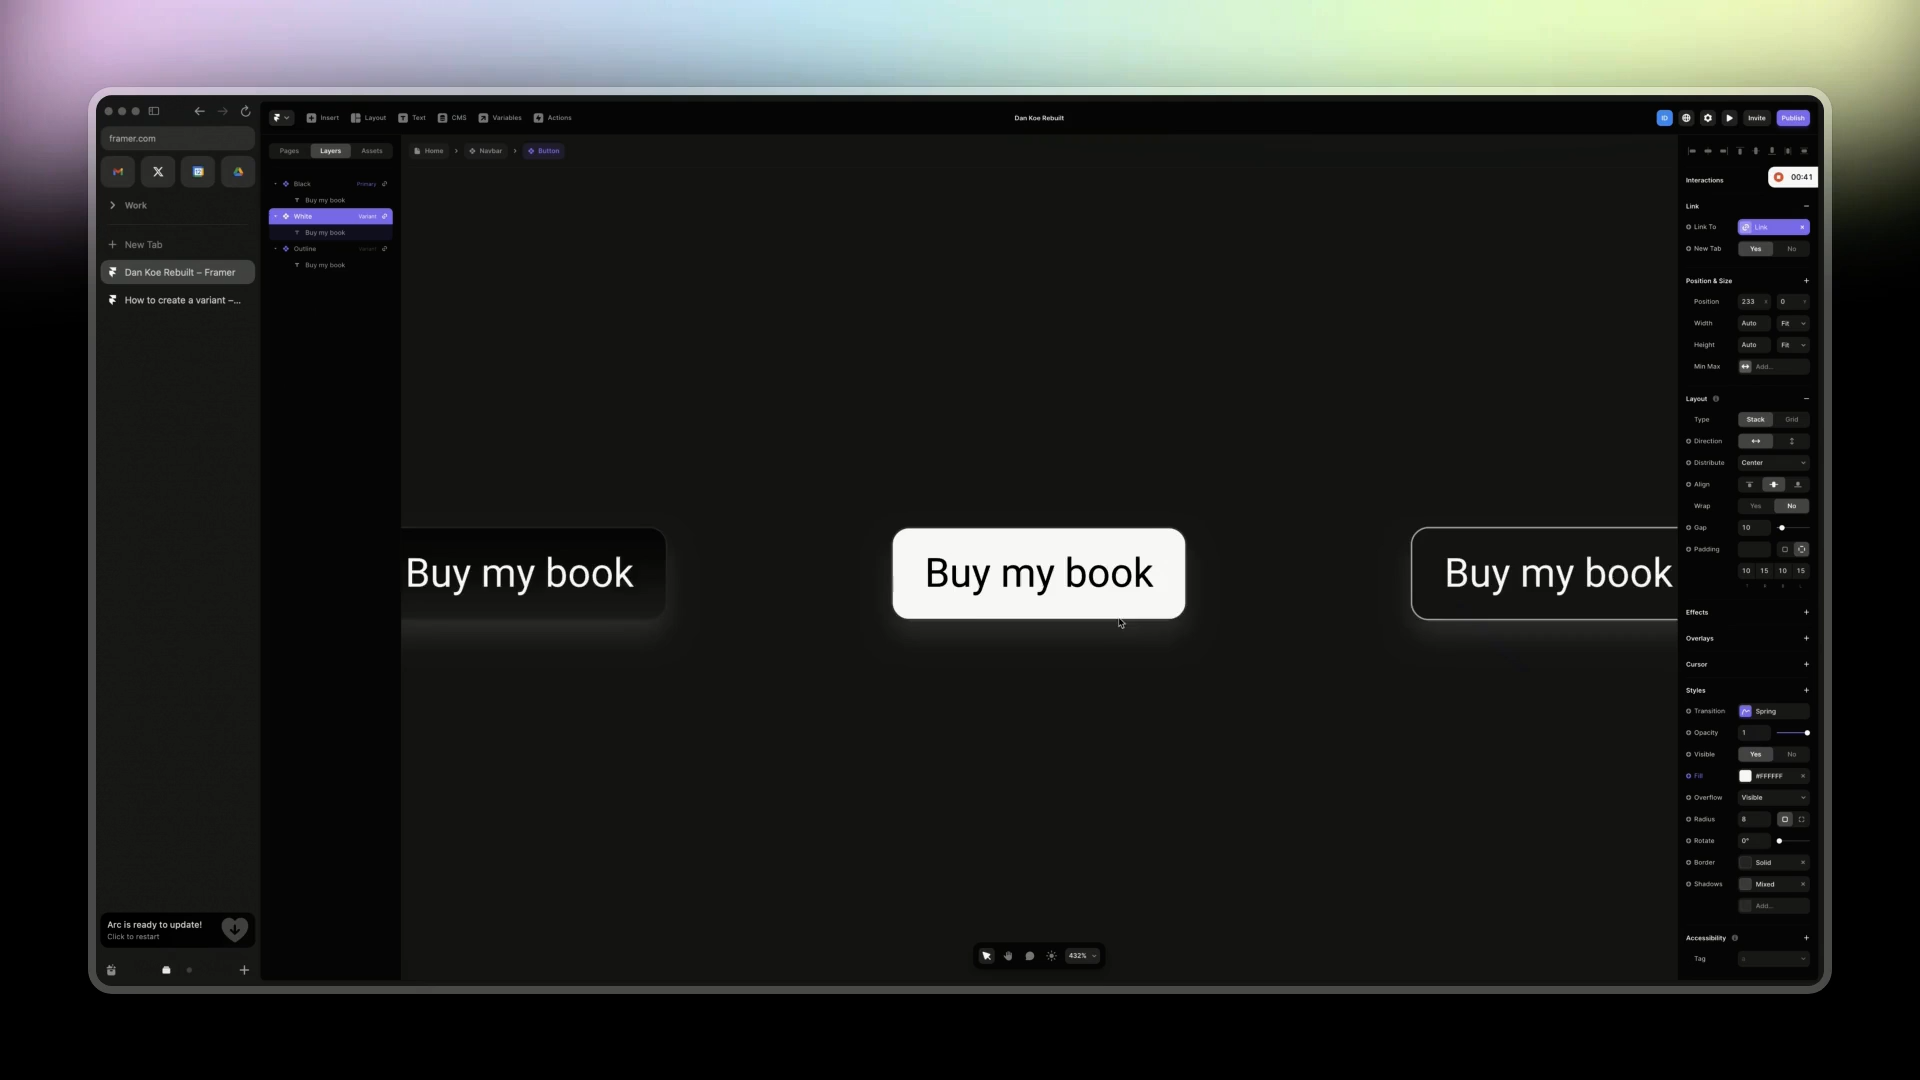 framer.com
Work
New Tab
Dan Koe Rebuilt – Framer
How to create a variant –...
Arc is ready to update!
Click to restart
Insert
Layout
Text
CMS
Variables
Actions
Dan Koe Rebuilt
Invite
Publish
Pages
Layers
Assets
Home
Navbar
Button
Black
Primary
Buy my book
White
Variant
Buy my book
Outline
Variant
Buy my book
Buy my book
Buy my book
Buy my book
432%
Interactions
00:41
Link
Link To
Link
New Tab
Yes
No
Position & Size
Position
233
0
Width
Auto
Fit
Height
Auto
Fit
Min Max
Add...
Layout
Type
Stack
Grid
Direction
Distribute
Center
Align
Wrap
Yes
No
Gap
10
Padding
10 15 10 15
Effects
Overlays
Cursor
Styles
Transition
Spring
Opacity
1
Visible
Yes
No
Fill
#FFFFFF
Overflow
Visible
Radius
8
Rotate
0°
Border
Solid
Shadows
Mixed
Add...
Accessibility
Tag
a